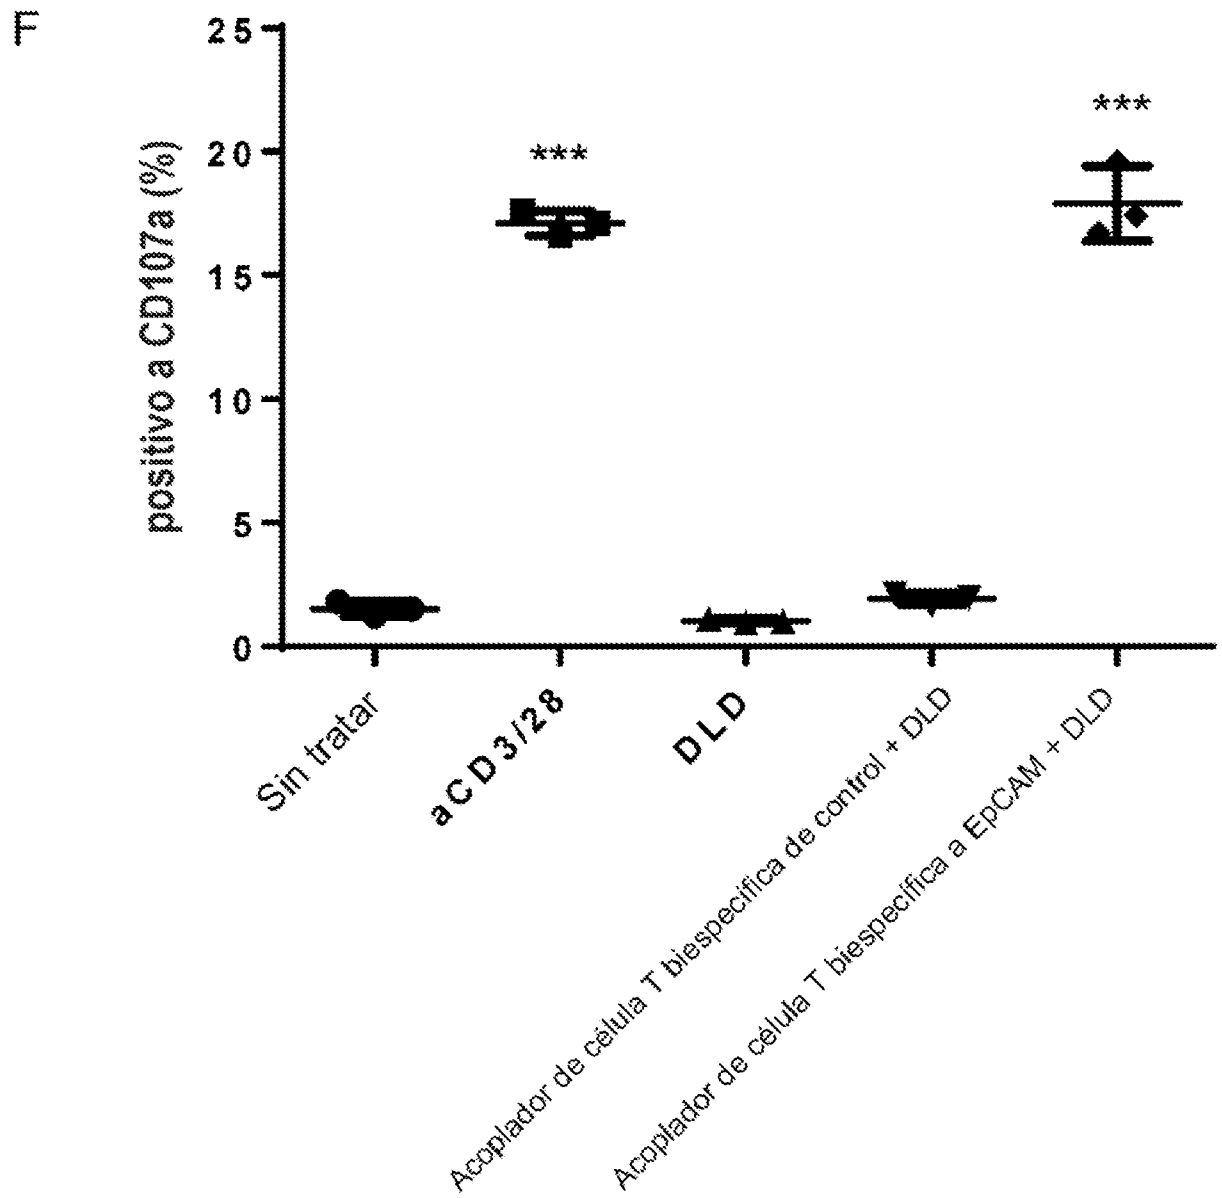 F
positivo a CD107a (%)
25
20
15
10
5
0
***
***
Sin tratar
aCD3/28
DLD
Acoplador de célula T biespecífica de control + DLD
Acoplador de célula T biespecífica a EpCAM + DLD